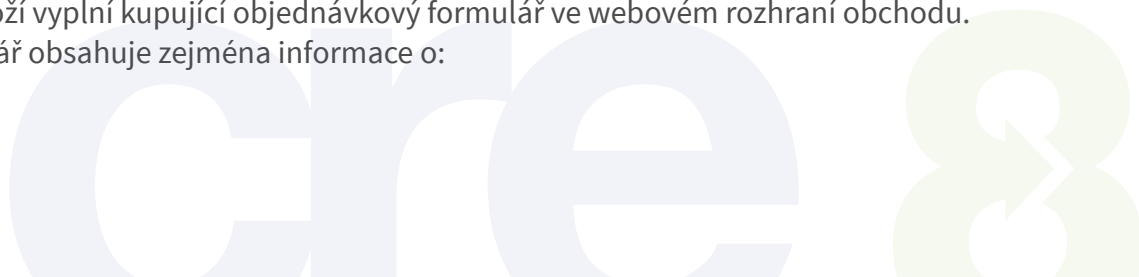 oží vyplní kupující objednávkový formulář ve webovém rozhraní obchodu.
ář obsahuje zejména informace o:
cre8